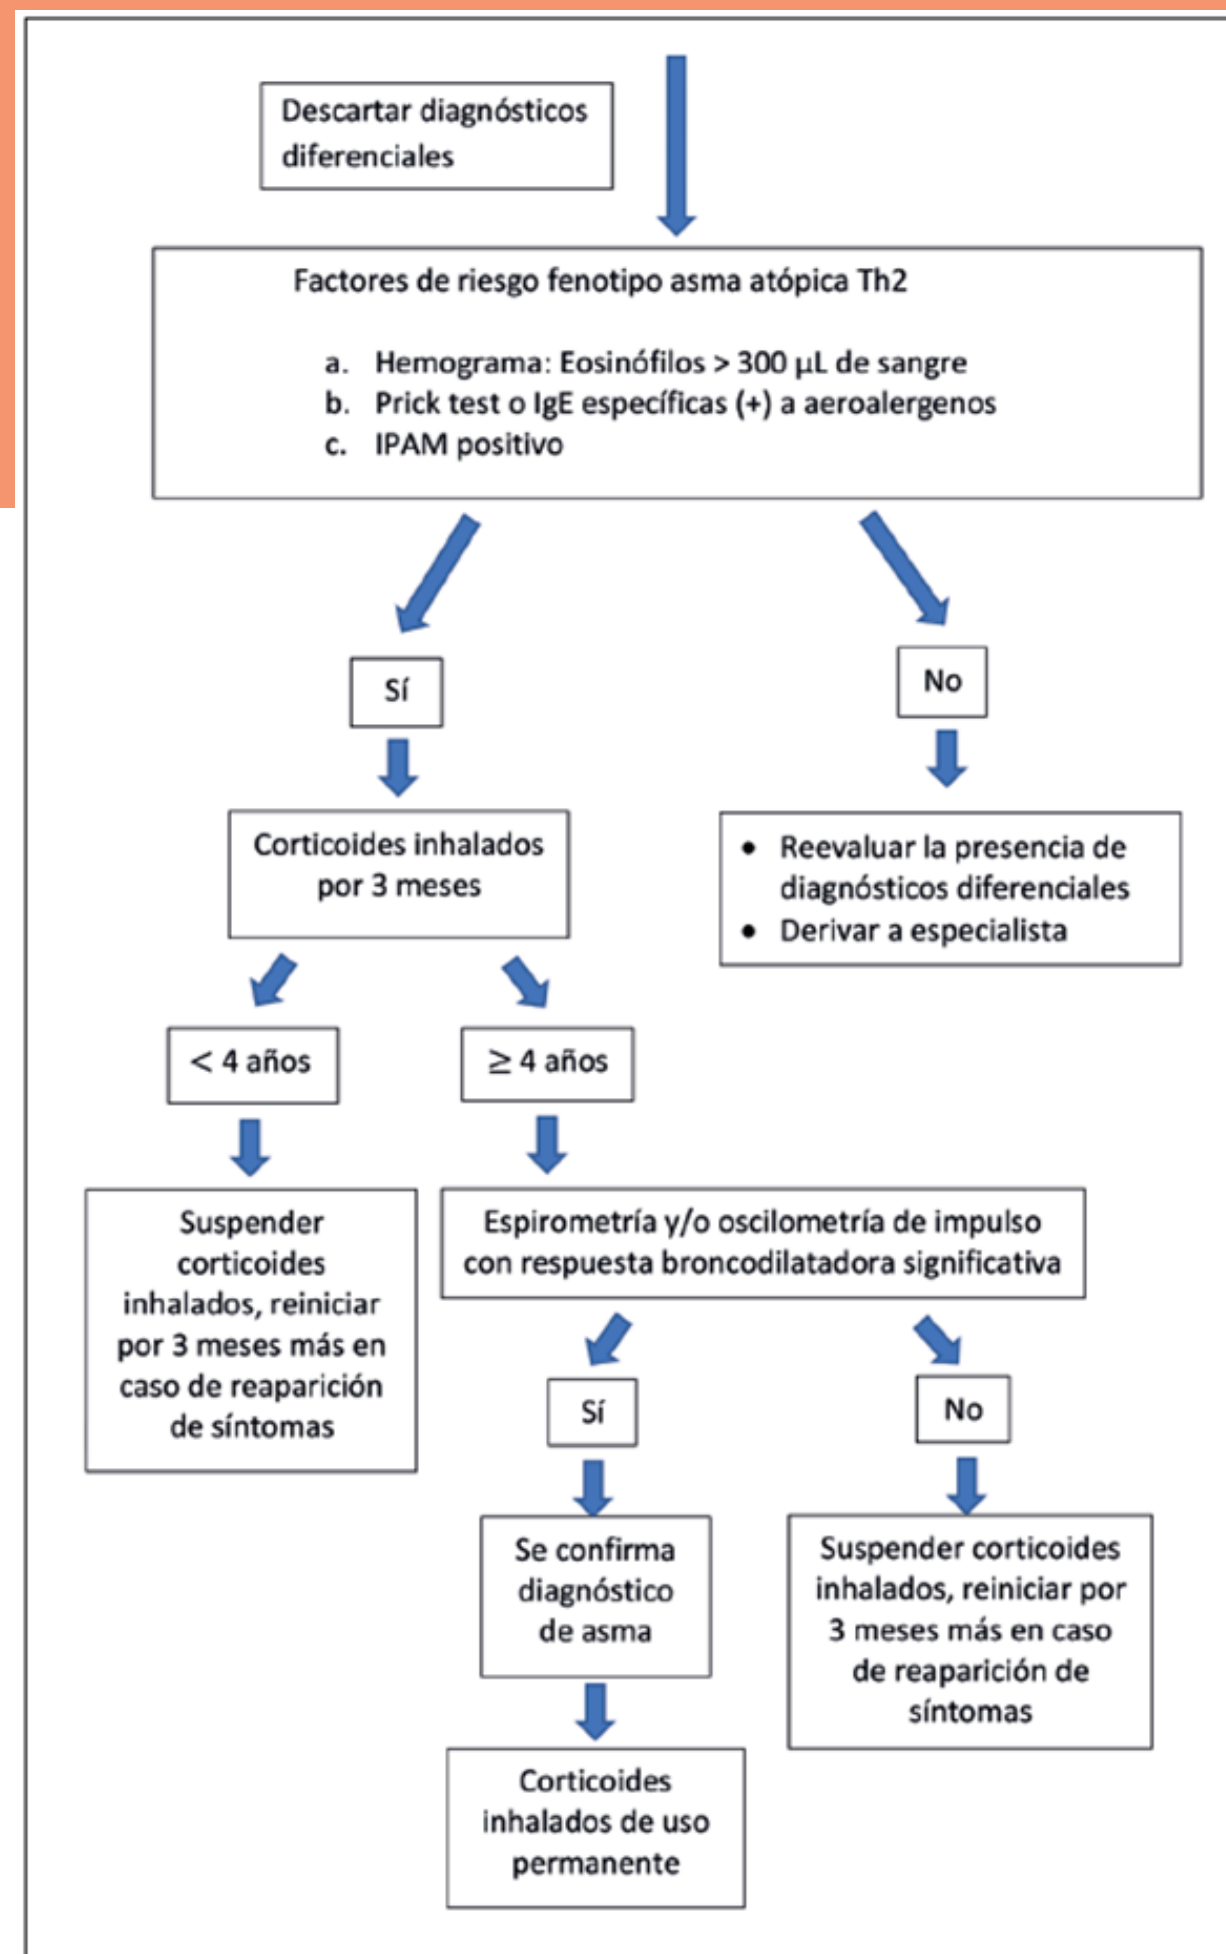 Descartar diagnósticos
diferenciales
Factores de riesgo fenotipo asma atópica Th2
a. Hemograma: Eosinófilos > 300 µL de sangre
b. Prick test o IgE específicas (+) a aeroalergenos
c. IPAM positivo
Sí
No
Corticoides inhalados
por 3 meses
• Reevaluar la presencia de
diagnósticos diferenciales
• Derivar a especialista
< 4 años
≥ 4 años
Suspender
corticoides
inhalados, reiniciar
por 3 meses más en
caso de reaparición
de síntomas
Espirometría y/o oscilometría de impulso
con respuesta broncodilatadora significativa
Sí
No
Se confirma
diagnóstico
de asma
Suspender corticoides
inhalados, reiniciar por
3 meses más en caso
de reaparición de
síntomas
Corticoides
inhalados de uso
permanente